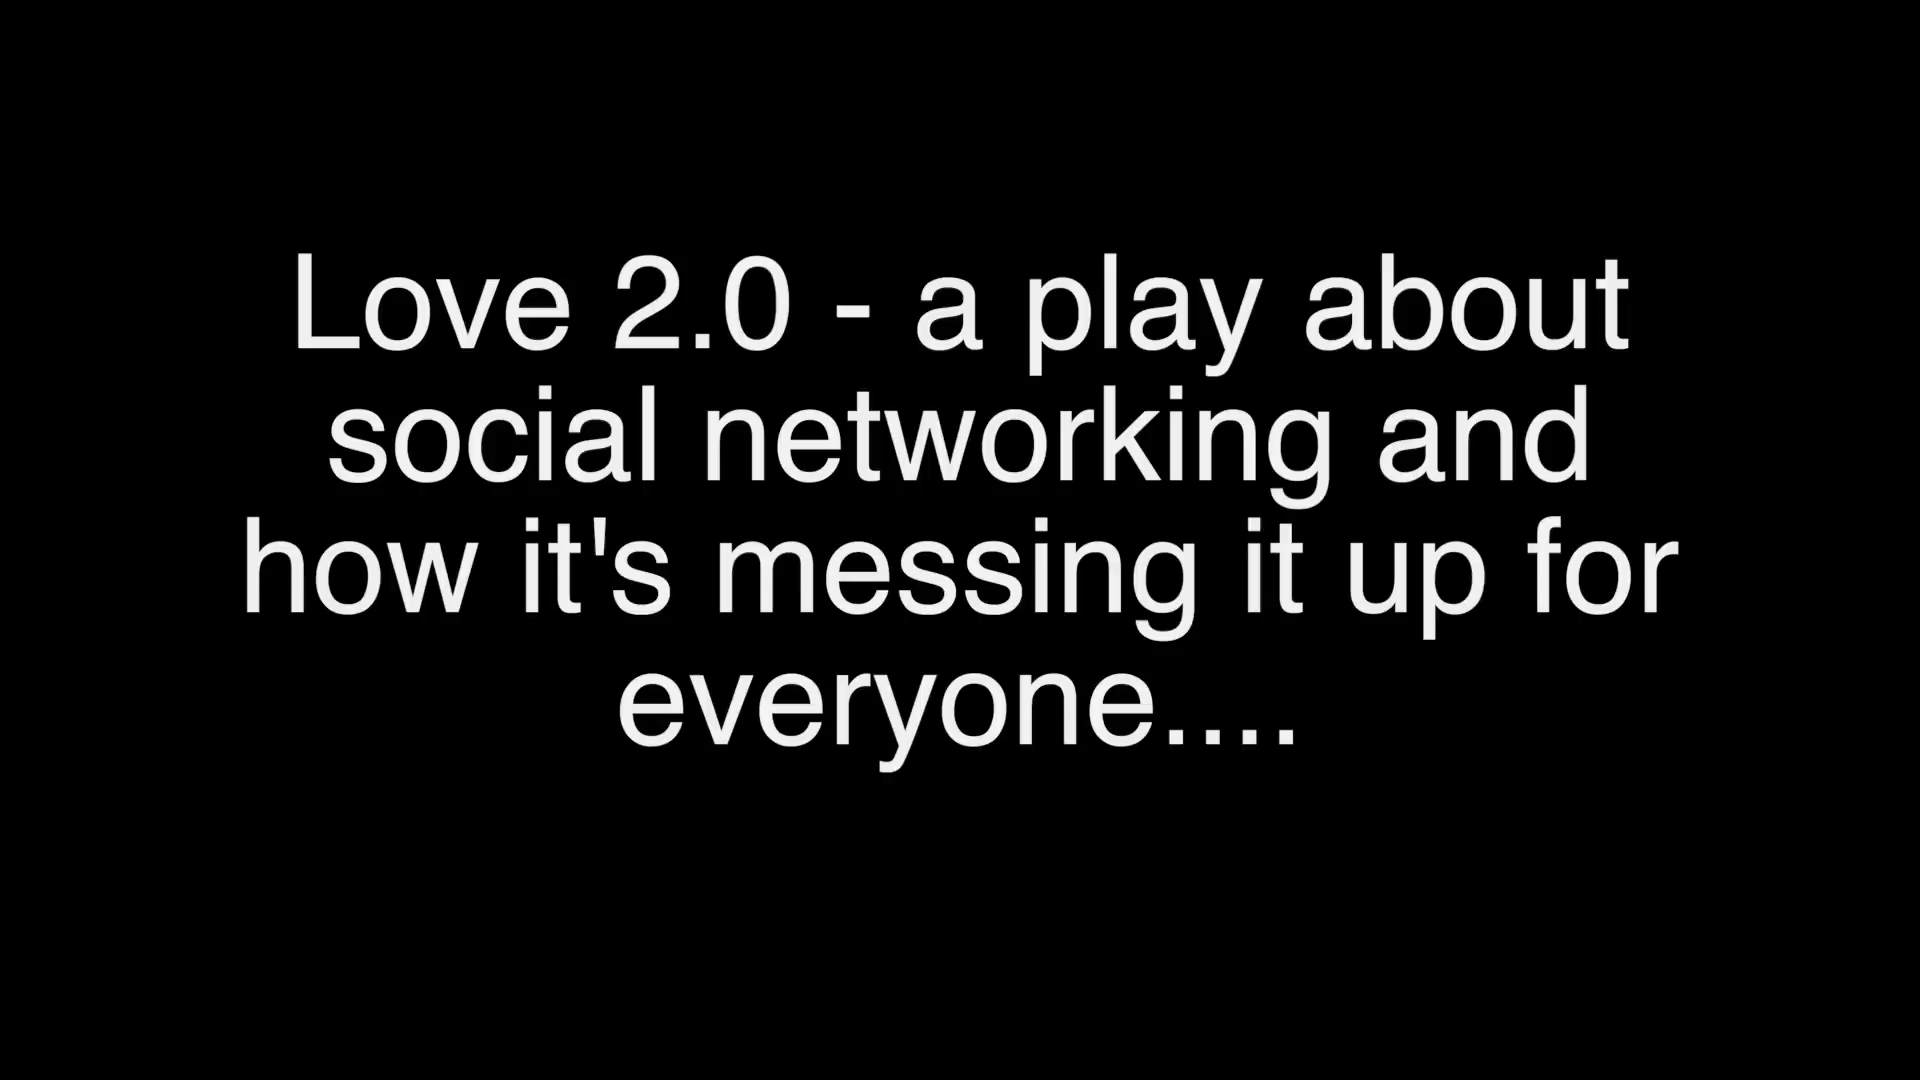 Love 2.0 - a play about
social networking and
how it's messing it up for
everyone....